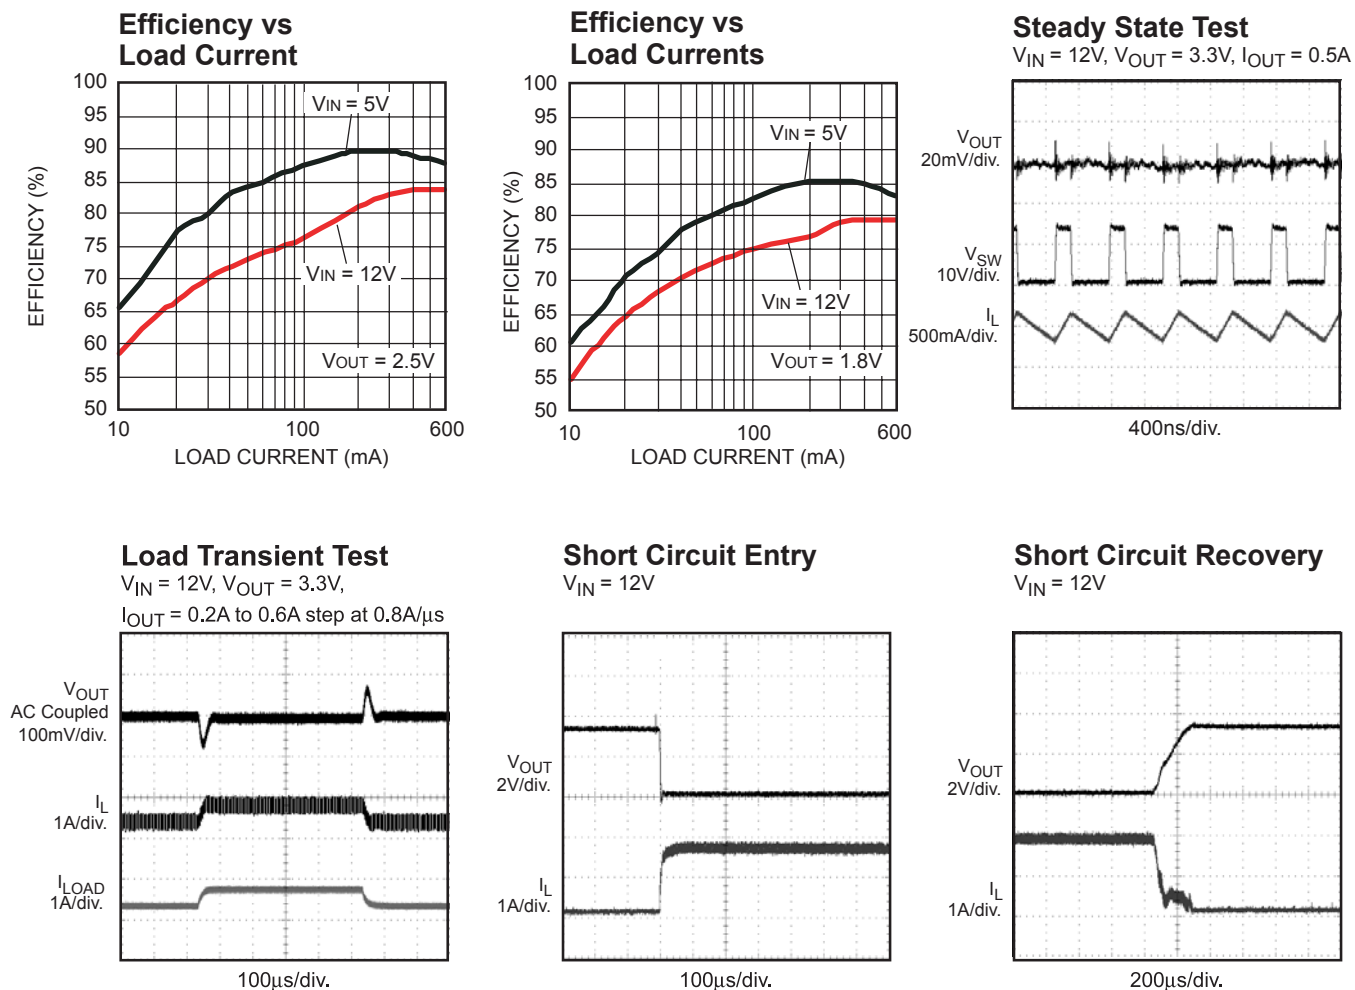 Efficiency vs
Load Current
100
95
90
85
80
75
70
65
60
55
50
EFFICIENCY (%)
VIN = 5V
VIN = 12V
VOUT = 2.5V
10
100
600
LOAD CURRENT (mA)
Efficiency vs
Load Currents
100
95
90
85
80
75
70
65
60
55
50
EFFICIENCY (%)
VIN = 5V
VIN = 12V
VOUT = 1.8V
10
100
600
LOAD CURRENT (mA)
Steady State Test
VIN = 12V, VOUT = 3.3V, IOUT = 0.5A
VOUT
20mV/div.
VSW
10V/div.
IL
500mA/div.
400ns/div.
Load Transient Test
VIN = 12V, VOUT = 3.3V,
IOUT = 0.2A to 0.6A step at 0.8A/μs
VOUT
AC Coupled
100mV/div.
IL
1A/div.
ILOAD
1A/div.
100μs/div.
Short Circuit Entry
VIN = 12V
VOUT
2V/div.
IL
1A/div.
100μs/div.
Short Circuit Recovery
VIN = 12V
VOUT
2V/div.
IL
1A/div.
200μs/div.